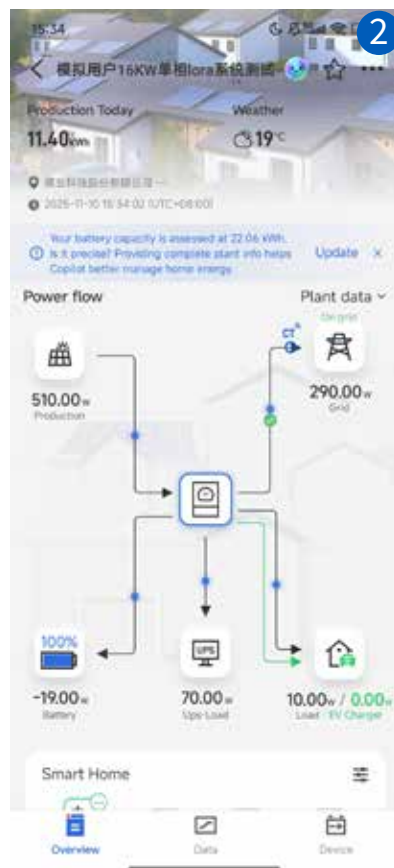 2
15:34
模拟用户16KW单相lora系统测试-
Production Today
Weather
11.40kWh
19°C
2025-11-10 15:34:02 (UTC+08:00)
Your battery capacity is assessed at 22.06 kWh.
Is it precise? Providing complete plant info helps
Copilot better manage home energy.
Update
Power flow
Plant data
On-grid
CT
510.00w
Production
290.00w
Grid
100%
UPS
-19.00w
Battery
70.00w
Ups Load
10.00w / 0.00w
Load EV Charger
Smart Home
Overview
Data
Device